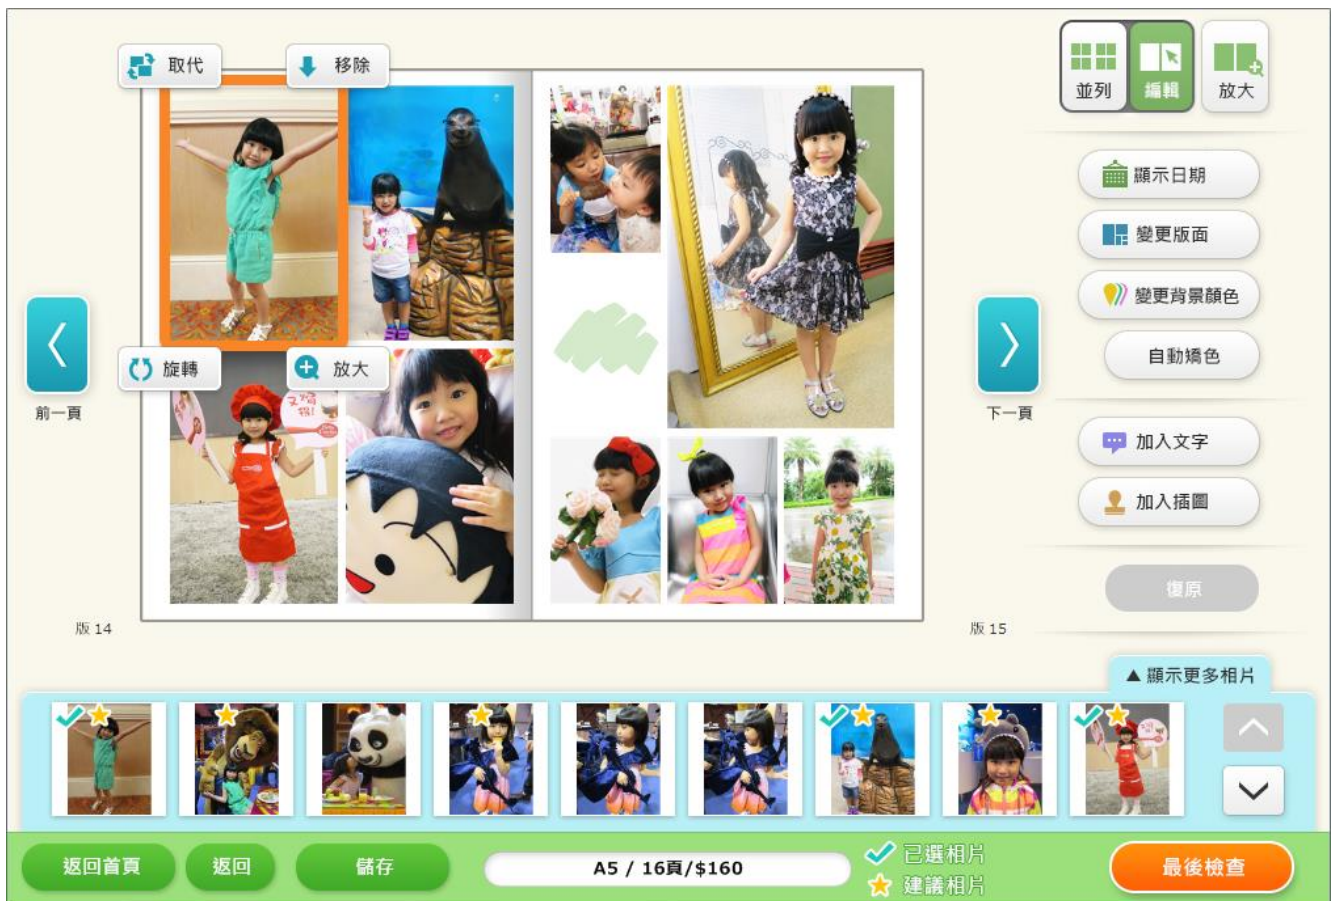 取代
移除
旋轉
放大
又燶
呀!
前一頁
下一頁
版 14
版 15
並列
編輯
放大
顯示日期
變更版面
變更背景顏色
自動矯色
加入文字
加入插圖
復原
▲ 顯示更多相片
返回首頁
返回
儲存
A5 / 16頁/$160
已選相片
建議相片
最後檢查